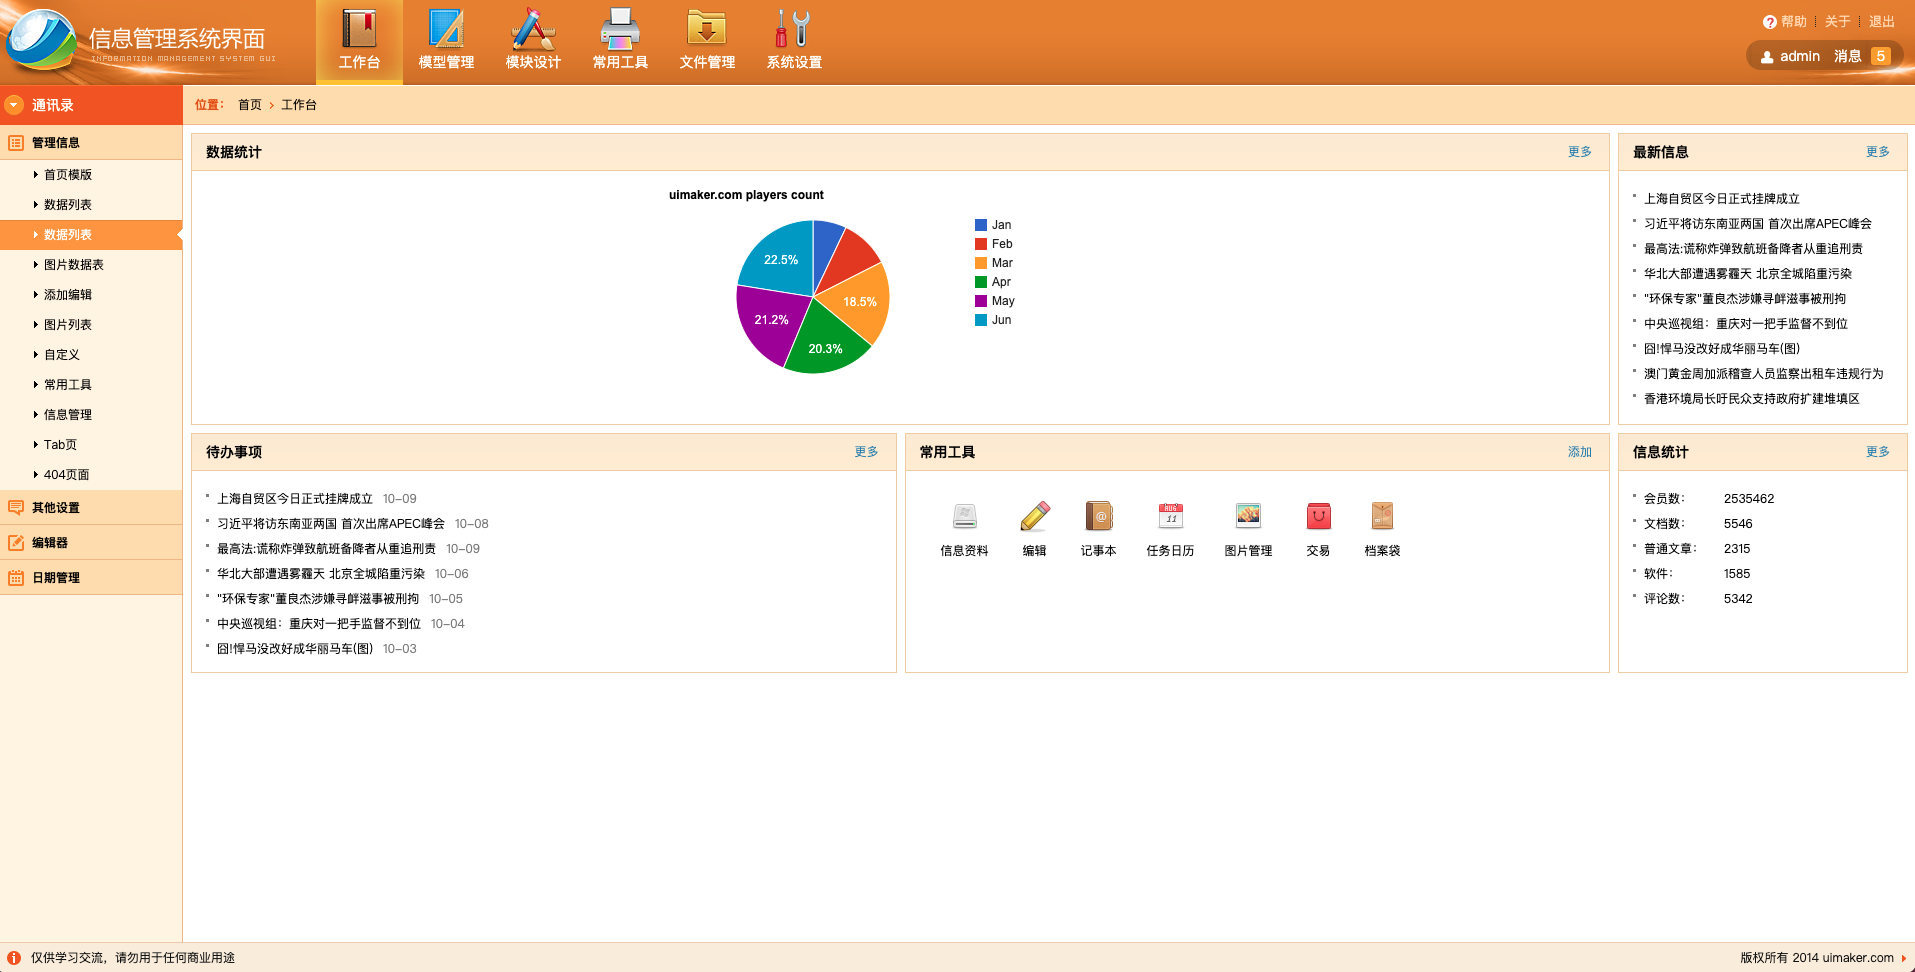 信息管理系统界面
INFORMATION MANAGEMENT SYSTEM GUI
工作台
模型管理
模块设计
常用工具
文件管理
系统设置
帮助
关于
退出
admin 消息 5
通讯录
位置： 首页 > 工作台
管理信息
首页模版
数据列表
数据列表
图片数据表
添加编辑
图片列表
自定义
常用工具
信息管理
Tab页
404页面
其他设置
编辑器
日期管理
数据统计 更多
uimaker.com players count
22.5%
18.5%
21.2%
20.3%
Jan
Feb
Mar
Apr
May
Jun
最新信息 更多
上海自贸区今日正式挂牌成立
习近平将访东南亚两国 首次出席APEC峰会
最高法:谎称炸弹致航班备降者从重追刑责
华北大部遭遇雾霾天 北京全城陷重污染
"环保专家"董良杰涉嫌寻衅滋事被刑拘
中央巡视组：重庆对一把手监督不到位
囧!悍马没改好成华丽马车(图)
澳门黄金周加派稽查人员监察出租车违规行为
香港环境局长吁民众支持政府扩建堆填区
待办事项 更多
上海自贸区今日正式挂牌成立 10-09
习近平将访东南亚两国 首次出席APEC峰会 10-08
最高法:谎称炸弹致航班备降者从重追刑责 10-09
华北大部遭遇雾霾天 北京全城陷重污染 10-06
"环保专家"董良杰涉嫌寻衅滋事被刑拘 10-05
中央巡视组：重庆对一把手监督不到位 10-04
囧!悍马没改好成华丽马车(图) 10-03
常用工具 添加
AUG
11
信息资料
编辑
记事本
任务日历
图片管理
交易
档案袋
信息统计 更多
会员数： 2535462
文档数： 5546
普通文章： 2315
软件： 1585
评论数： 5342
仅供学习交流，请勿用于任何商业用途
版权所有 2014 uimaker.com